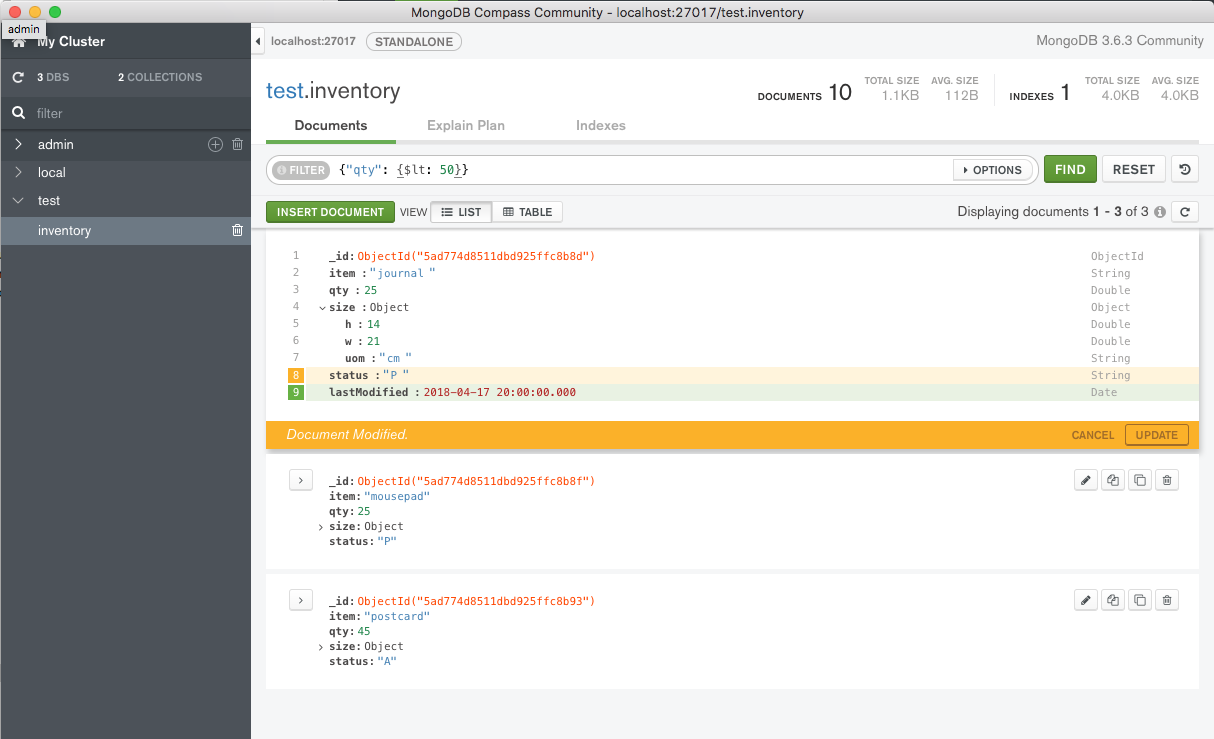 MongoDB Compass Community - localhost:27017/test.inventory
admin
My Cluster
3 DBS 2 COLLECTIONS
filter
admin
local
test
inventory
localhost:27017 STANDALONE MongoDB 3.6.3 Community
test.inventory
DOCUMENTS 10 TOTAL SIZE 1.1KB AVG. SIZE 112B INDEXES 1 TOTAL SIZE 4.0KB AVG. SIZE 4.0KB
Documents Explain Plan Indexes
FILTER {"qty": {$lt: 50}} OPTIONS FIND RESET
INSERT DOCUMENT VIEW LIST TABLE Displaying documents 1 - 3 of 3
1 _id: ObjectId("5ad774d8511dbd925ffc8b8d") ObjectId
2 item : "journal " String
3 qty : 25 Double
4 size : Object Object
5 h : 14 Double
6 w : 21 Double
7 uom : "cm " String
8 status : "P " String
9 lastModified : 2018-04-17 20:00:00.000 Date
Document Modified. CANCEL UPDATE
_id: ObjectId("5ad774d8511dbd925ffc8b8f")
item: "mousepad"
qty: 25
size: Object
status: "P"
_id: ObjectId("5ad774d8511dbd925ffc8b93")
item: "postcard"
qty: 45
size: Object
status: "A"